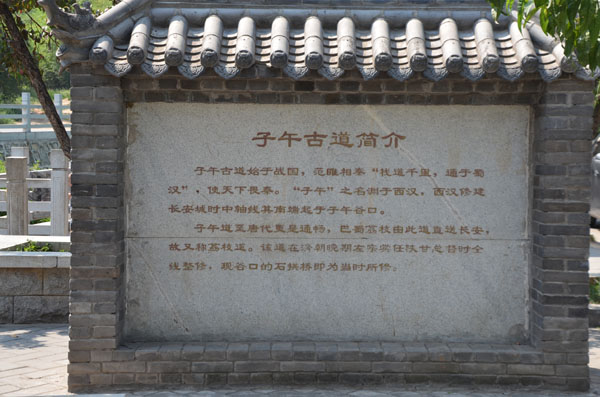 子午古道简介
子午古道始于战国，范雎相秦“栈道千里，通于蜀
汉”，使天下畏秦。“子午”之名渊于西汉，西汉修建
长安城时中轴线其南端起于子午谷口。
子午道至唐代更是通畅，巴蜀荔枝由此道直送长安，
故又称荔枝道。该道在清朝晚期左宗棠任陕甘总督时全
线整修，现谷口的石拱桥即为当时所修。